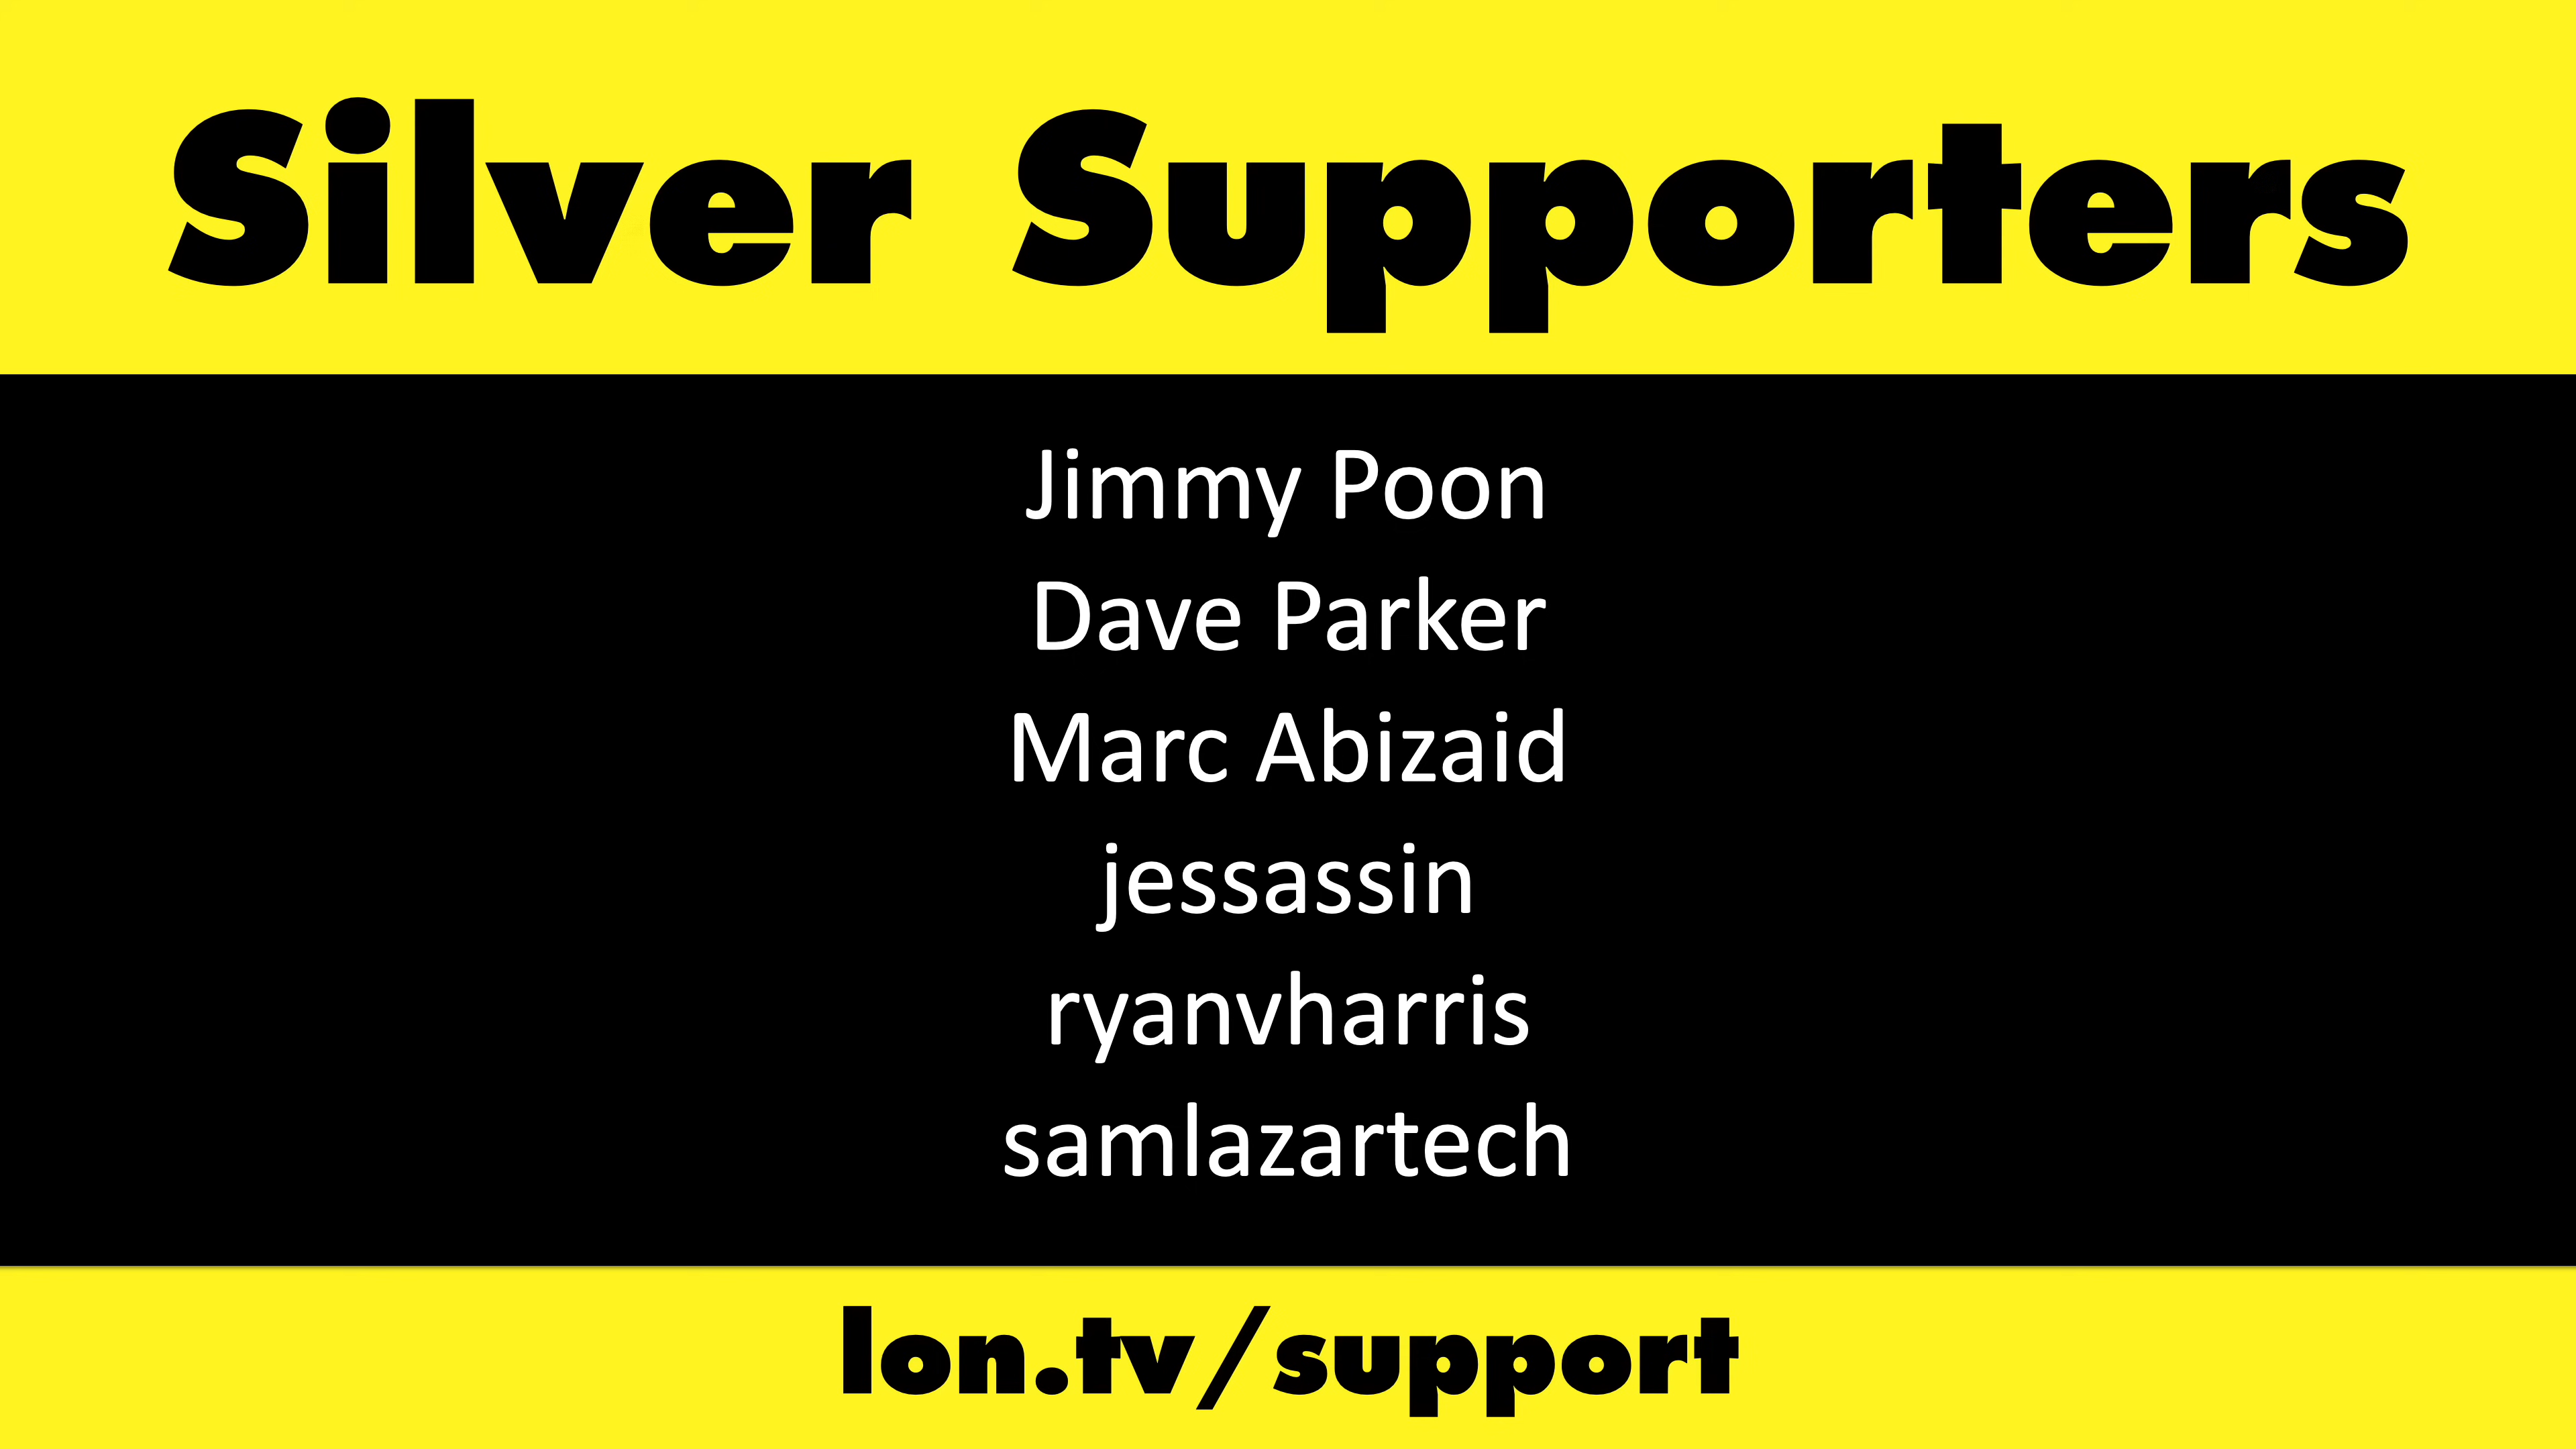 Silver Supporters
Jimmy Poon
Dave Parker
Marc Abizaid
jessassin
ryanvharris
samlazartech
lon.tv/support